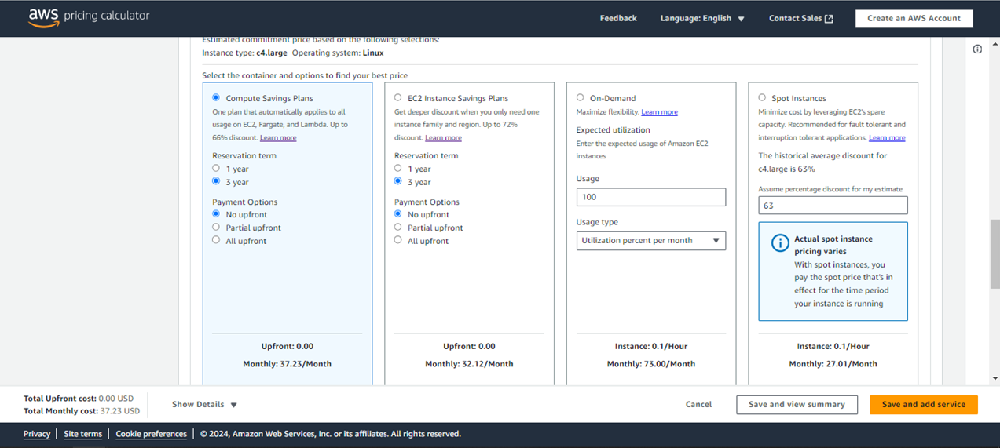 aws pricing calculator
Feedback
Language: English
Contact Sales
Create an AWS Account
Estimated commitment price based on the following selections:
Instance type: c4.large Operating system: Linux
Select the container and options to find your best price
Compute Savings Plans
One plan that automatically applies to all
usage on EC2, Fargate, and Lambda. Up to
66% discount. Learn more
Reservation term
1 year
3 year
Payment Options
No upfront
Partial upfront
All upfront
Upfront: 0.00
Monthly: 37.23/Month
EC2 Instance Savings Plans
Get deeper discount when you only need one
instance family and region. Up to 72%
discount. Learn more
Reservation term
1 year
3 year
Payment Options
No upfront
Partial upfront
All upfront
Upfront: 0.00
Monthly: 32.12/Month
On-Demand
Maximize flexibility. Learn more
Expected utilization
Enter the expected usage of Amazon EC2
instances
Usage
100
Usage type
Utilization percent per month
Instance: 0.1/Hour
Monthly: 73.00/Month
Spot Instances
Minimize cost by leveraging EC2's spare
capacity. Recommended for fault tolerant and
interruption tolerant applications. Learn more
The historical average discount for
c4.large is 63%
Assume percentage discount for my estimate
63
Actual spot instance
pricing varies
With spot instances, you
pay the spot price that's in
effect for the time period
your instance is running
Instance: 0.1/Hour
Monthly: 27.01/Month
Total Upfront cost: 0.00 USD
Total Monthly cost: 37.23 USD
Show Details
Cancel
Save and view summary
Save and add service
Privacy | Site terms | Cookie preferences | © 2024, Amazon Web Services, Inc. or its affiliates. All rights reserved.